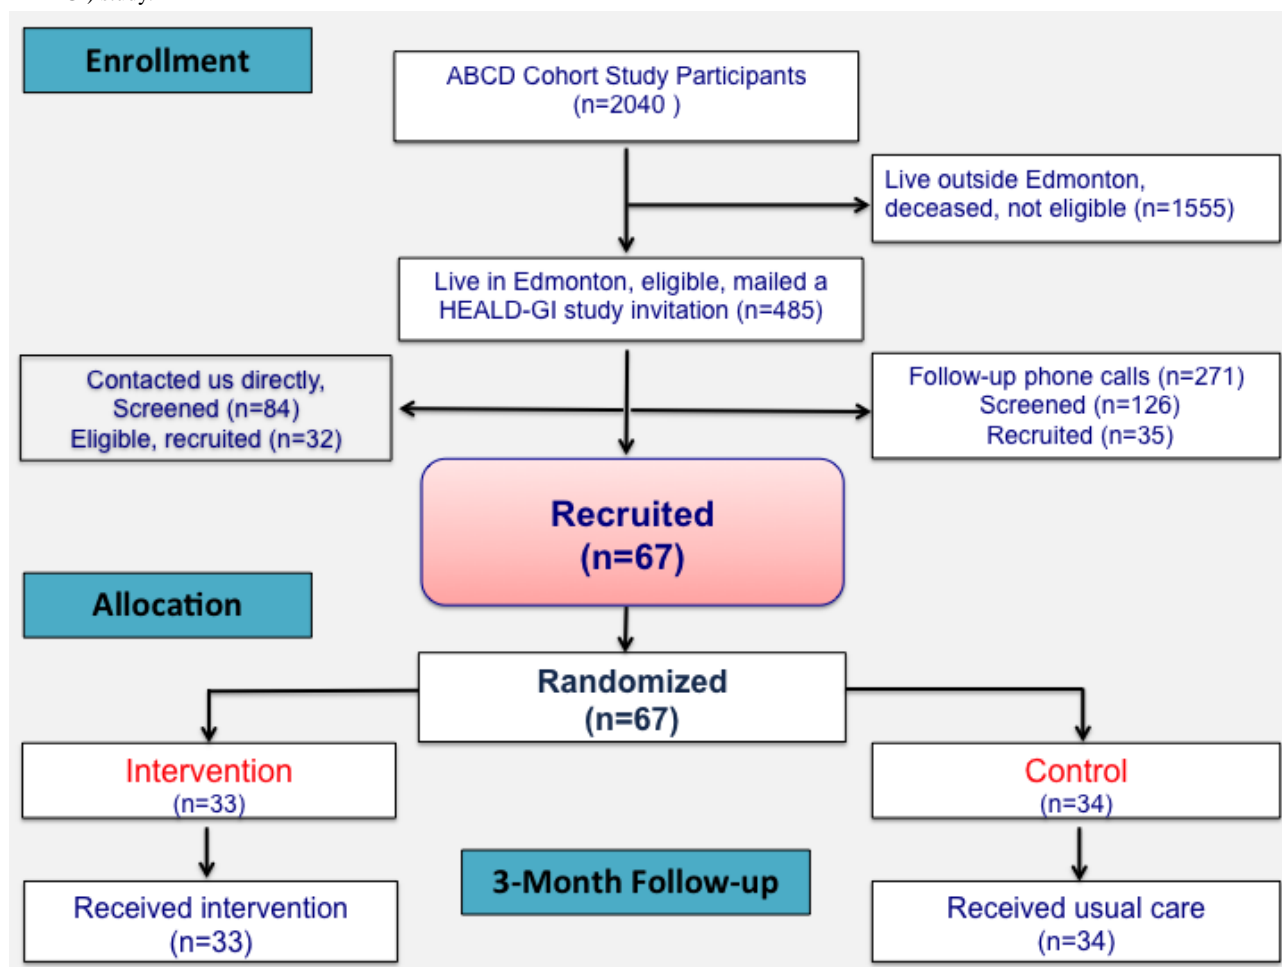 Enrollment
ABCD Cohort Study Participants
(n=2040 )
Live outside Edmonton,
deceased, not eligible (n=1555)
Live in Edmonton, eligible, mailed a
HEALD-GI study invitation (n=485)
Contacted us directly,
Screened (n=84)
Eligible, recruited (n=32)
Follow-up phone calls (n=271)
Screened (n=126)
Recruited (n=35)
Recruited
(n=67)
Allocation
Randomized
(n=67)
Intervention
(n=33)
Control
(n=34)
3-Month Follow-up
Received intervention
(n=33)
Received usual care
(n=34)